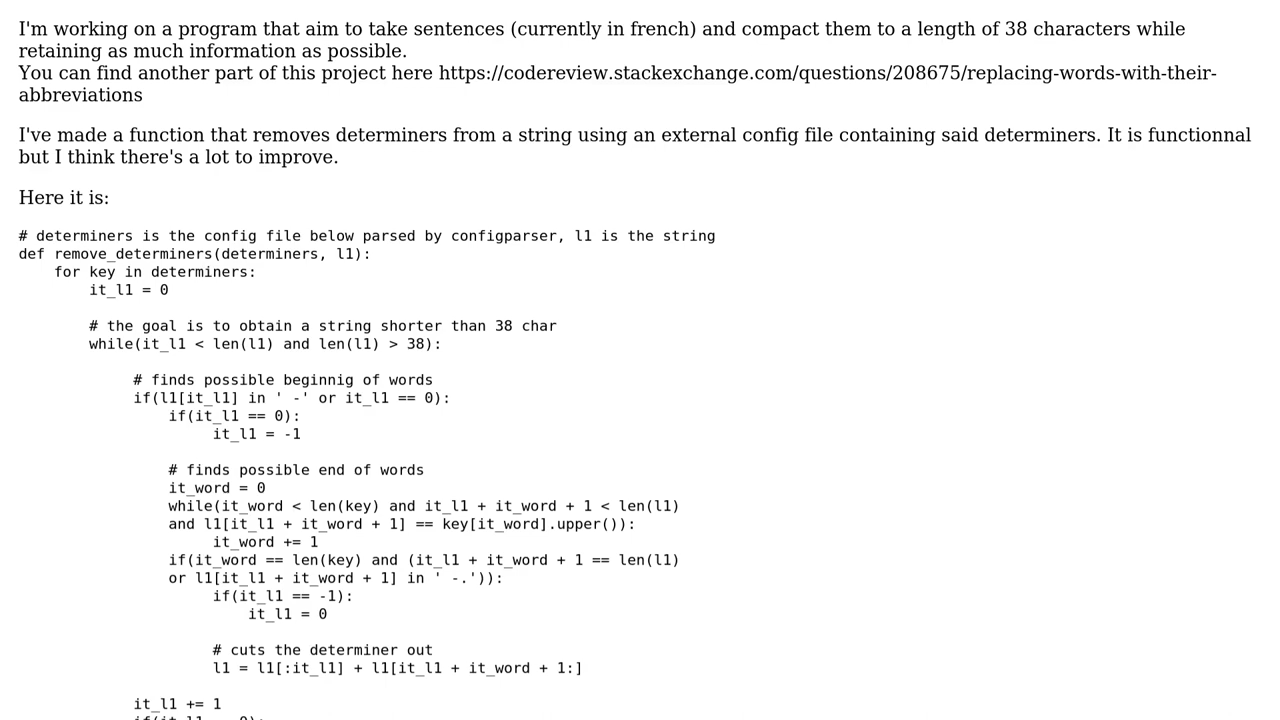 I'm working on a program that aim to take sentences (currently in french) and compact them to a length of 38 characters while
retaining as much information as possible.
You can find another part of this project here https://codereview.stackexchange.com/questions/208675/replacing-words-with-their-
abbreviations
I've made a function that removes determiners from a string using an external config file containing said determiners. It is functionnal
but I think there's a lot to improve.
Here it is:
# determiners is the config file below parsed by configparser, l1 is the string
def remove_determiners(determiners, l1):
    for key in determiners:
        it_l1 = 0
        # the goal is to obtain a string shorter than 38 char
        while(it_l1 < len(l1) and len(l1) > 38):
             # finds possible beginnig of words
             if(l1[it_l1] in ' -' or it_l1 == 0):
                 if(it_l1 == 0):
                      it_l1 = -1
                 # finds possible end of words
                 it_word = 0
                 while(it_word < len(key) and it_l1 + it_word + 1 < len(l1)
                 and l1[it_l1 + it_word + 1] == key[it_word].upper()):
                      it_word += 1
                 if(it_word == len(key) and (it_l1 + it_word + 1 == len(l1)
                 or l1[it_l1 + it_word + 1] in ' -.')):
                      if(it_l1 == -1):
                          it_l1 = 0
                      # cuts the determiner out
                      l1 = l1[:it_l1] + l1[it_l1 + it_word + 1:]
             it_l1 += 1